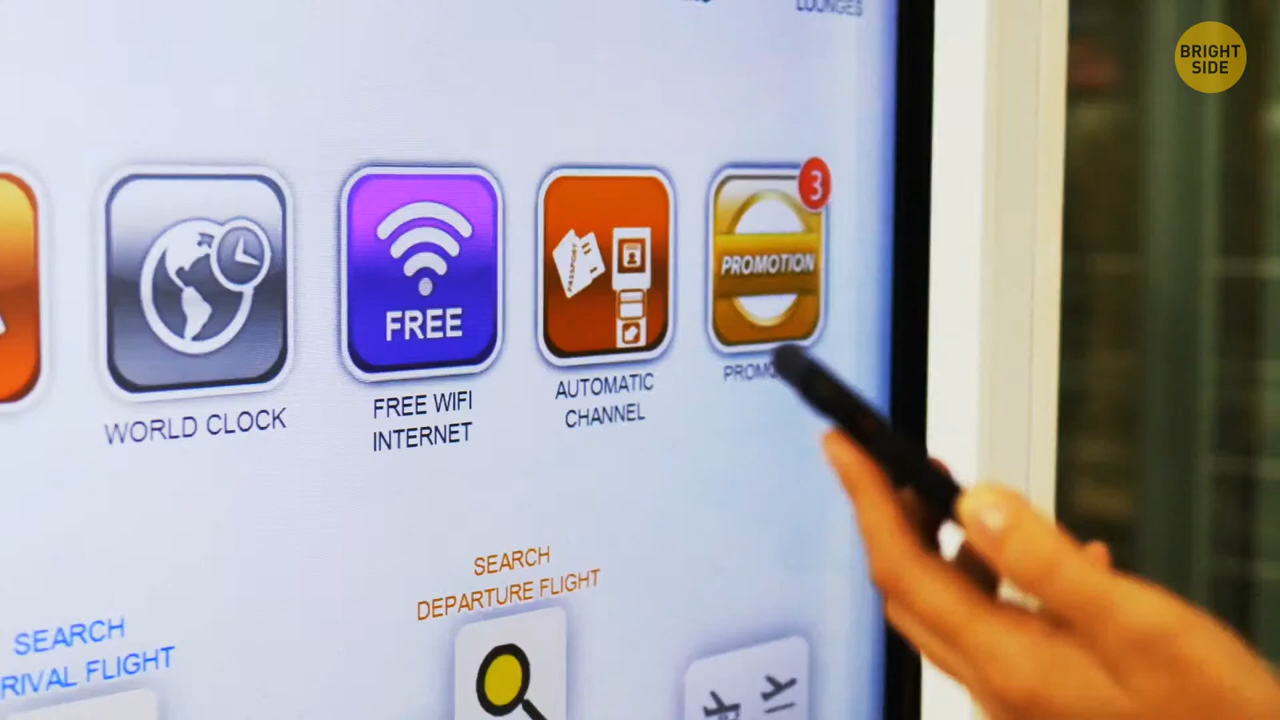 LOUNGES
BRIGHT
SIDE
3
PASSPORT
PROMOTION
FREE
WORLD CLOCK
FREE WIFI
INTERNET
AUTOMATIC
CHANNEL
SEARCH
DEPARTURE FLIGHT
SEARCH
RIVAL FLIGHT